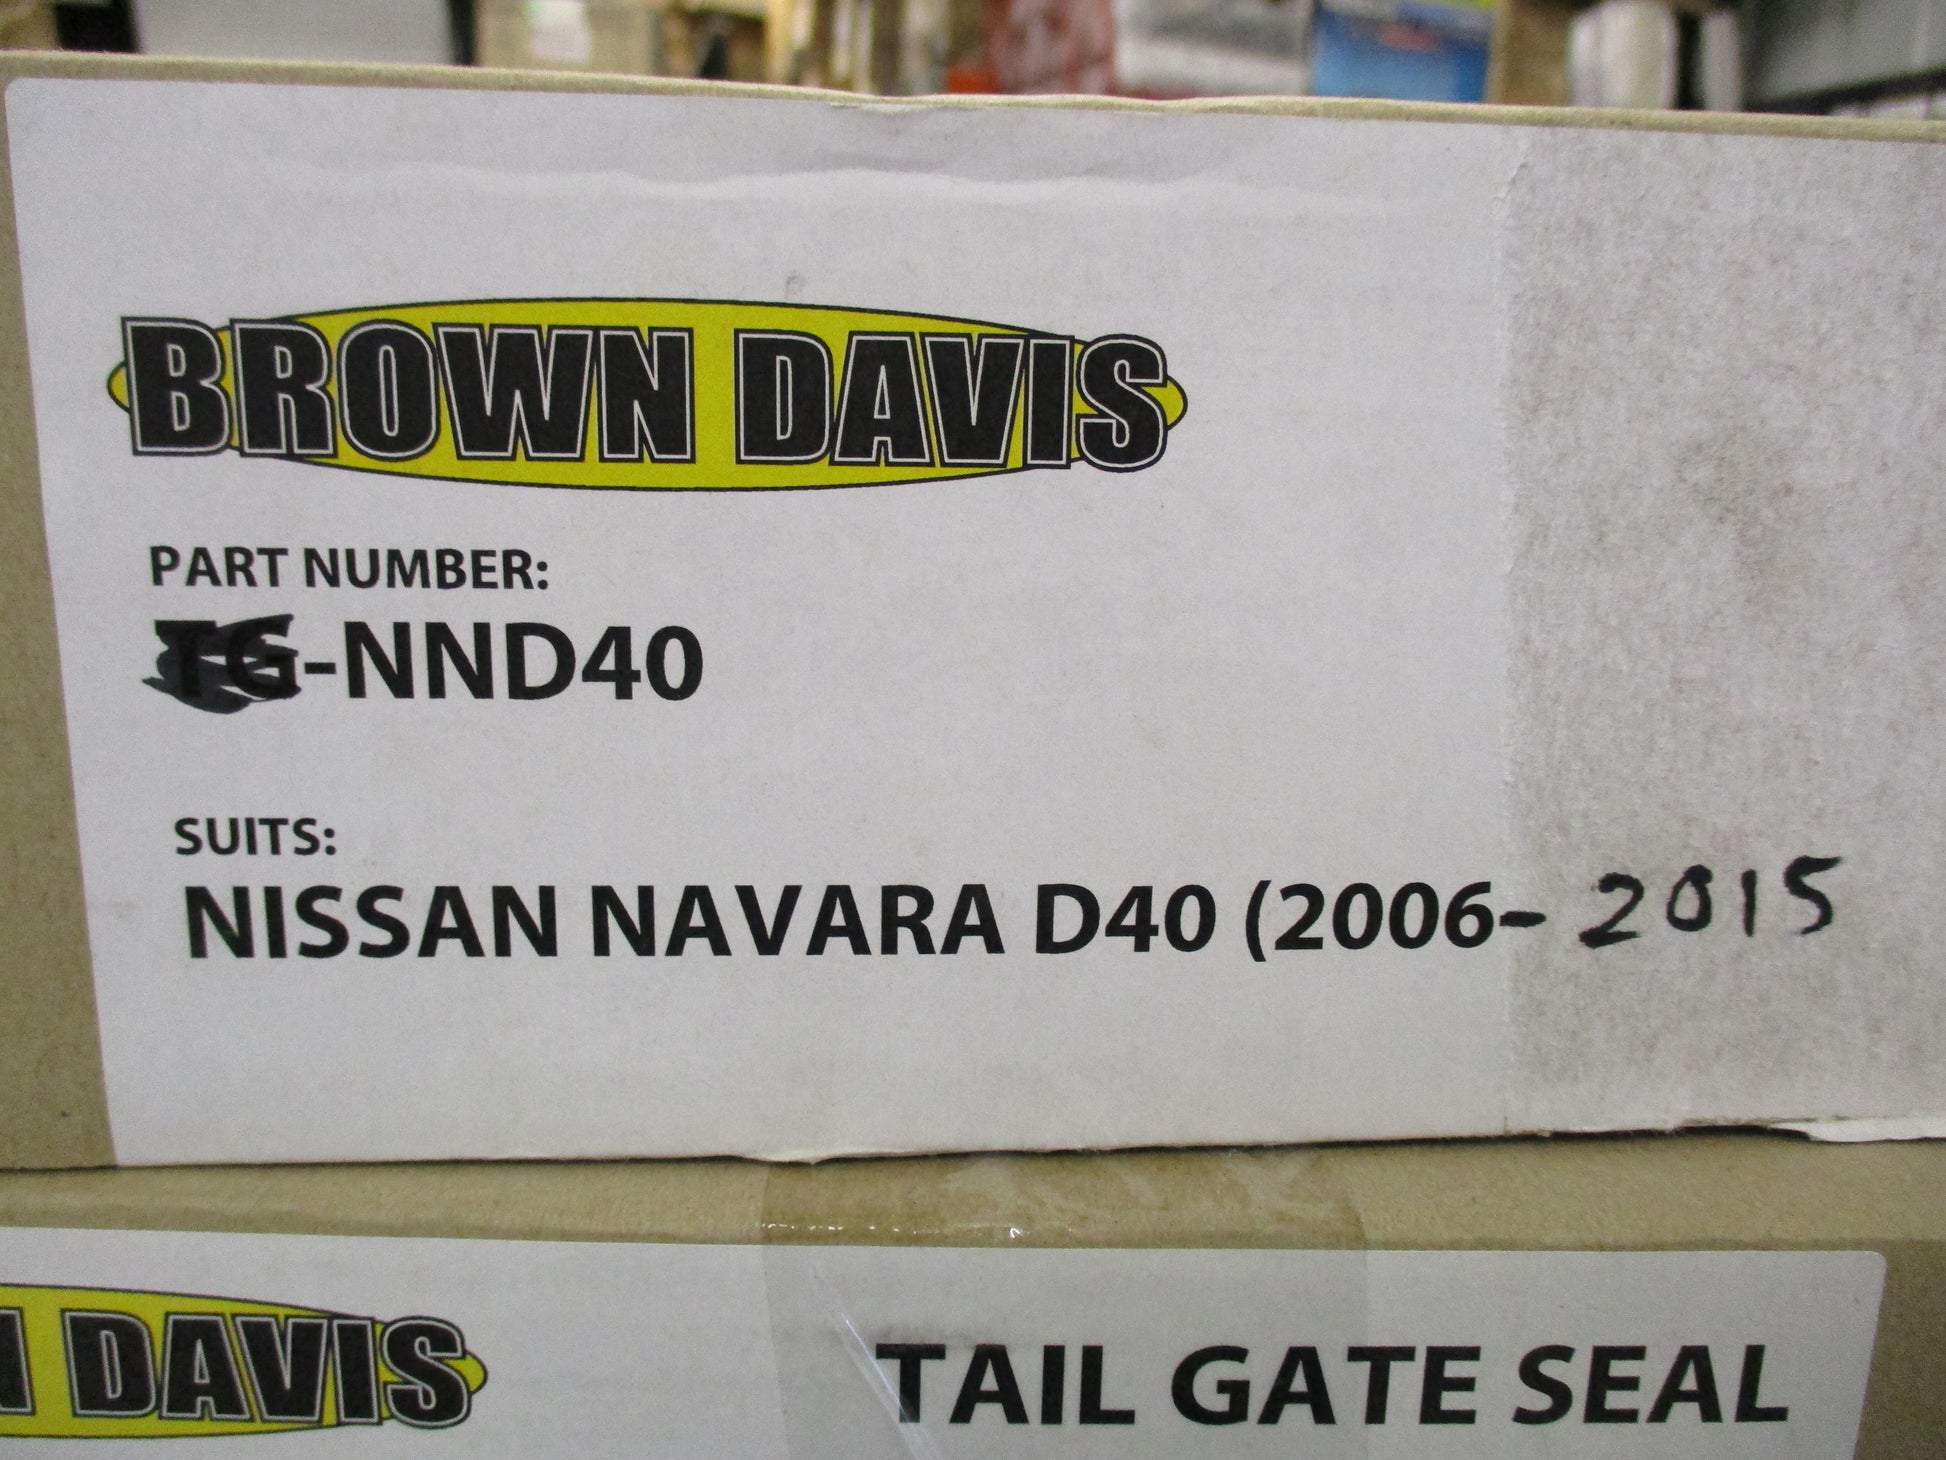 BROWN DAVIS
PART NUMBER:
TG-NND40
SUITS:
NISSAN NAVARA D40 (2006- 2015
DAVIS
TAIL GATE SEAL